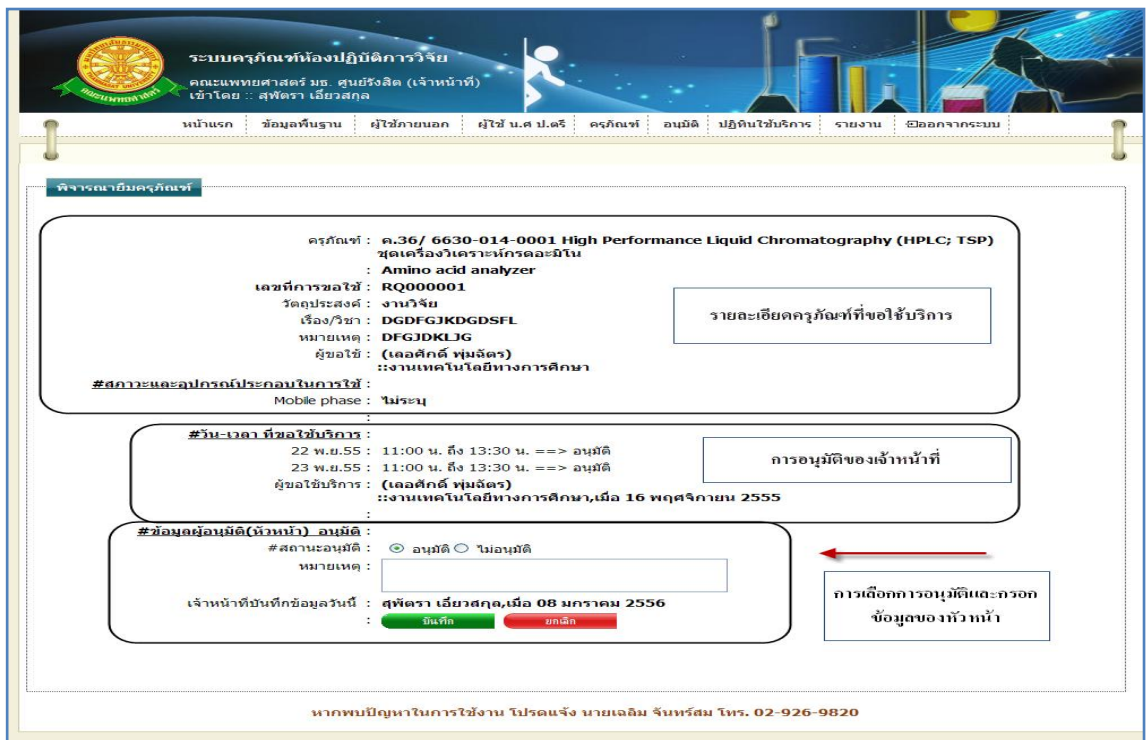 ระบบครุภัณฑ์ห้องปฏิบัติการวิจัย
คณะแพทยศาสตร์ มธ. ศูนย์รังสิต (เจ้าหน้าที่)
เข้าโดย :: สุพัตรา เอี่ยวสกุล
คณะแพทยศาสตร์
หน้าแรก ข้อมูลพื้นฐาน ผู้ใช้ภายนอก ผู้ใช้ น.ศ ป.ตรี ครุภัณฑ์ อนุมัติ ปฏิทินใช้บริการ รายงาน ออกจากระบบ
พิจารณายืมครุภัณฑ์
ครุภัณฑ์ : ค.36/ 6630-014-0001 High Performance Liquid Chromatography (HPLC; TSP)
ชุดเครื่องวิเคราะห์กรดอะมิโน
: Amino acid analyzer
เลขที่การขอใช้ : RQ000001
วัตถุประสงค์ : งานวิจัย
เรื่อง/วิชา : DGDFGJKDGDSFL
หมายเหตุ : DFGJDKLJG
ผู้ขอใช้ : (เลอศักดิ์ พุ่มฉัตร)
::งานเทคโนโลยีทางการศึกษา
รายละเอียดครุภัณฑ์ที่ขอใช้บริการ
#สภาวะและอุปกรณ์ประกอบในการใช้ :
Mobile phase : ไม่ระบุ
:
#วัน-เวลา ที่ขอใช้บริการ :
22 พ.ย.55 : 11:00 น. ถึง 13:30 น. ==> อนุมัติ
23 พ.ย.55 : 11:00 น. ถึง 13:30 น. ==> อนุมัติ
ผู้ขอใช้บริการ : (เลอศักดิ์ พุ่มฉัตร)
::งานเทคโนโลยีทางการศึกษา,เมื่อ 16 พฤศจิกายน 2555
:
การอนุมัติของเจ้าหน้าที่
#ข้อมูลผู้อนุมัติ(หัวหน้า) อนุมัติ :
#สถานะอนุมัติ : อนุมัติ ไม่อนุมัติ
หมายเหตุ :
เจ้าหน้าที่บันทึกข้อมูลวันนี้ : สุพัตรา เอี่ยวสกุล,เมื่อ 08 มกราคม 2556
: บันทึก ยกเลิก
การเลือกการอนุมัติและกรอก
ข้อมูลของหัวหน้า
หากพบปัญหาในการใช้งาน โปรดแจ้ง นายเฉลิม จันทร์สม โทร. 02-926-9820